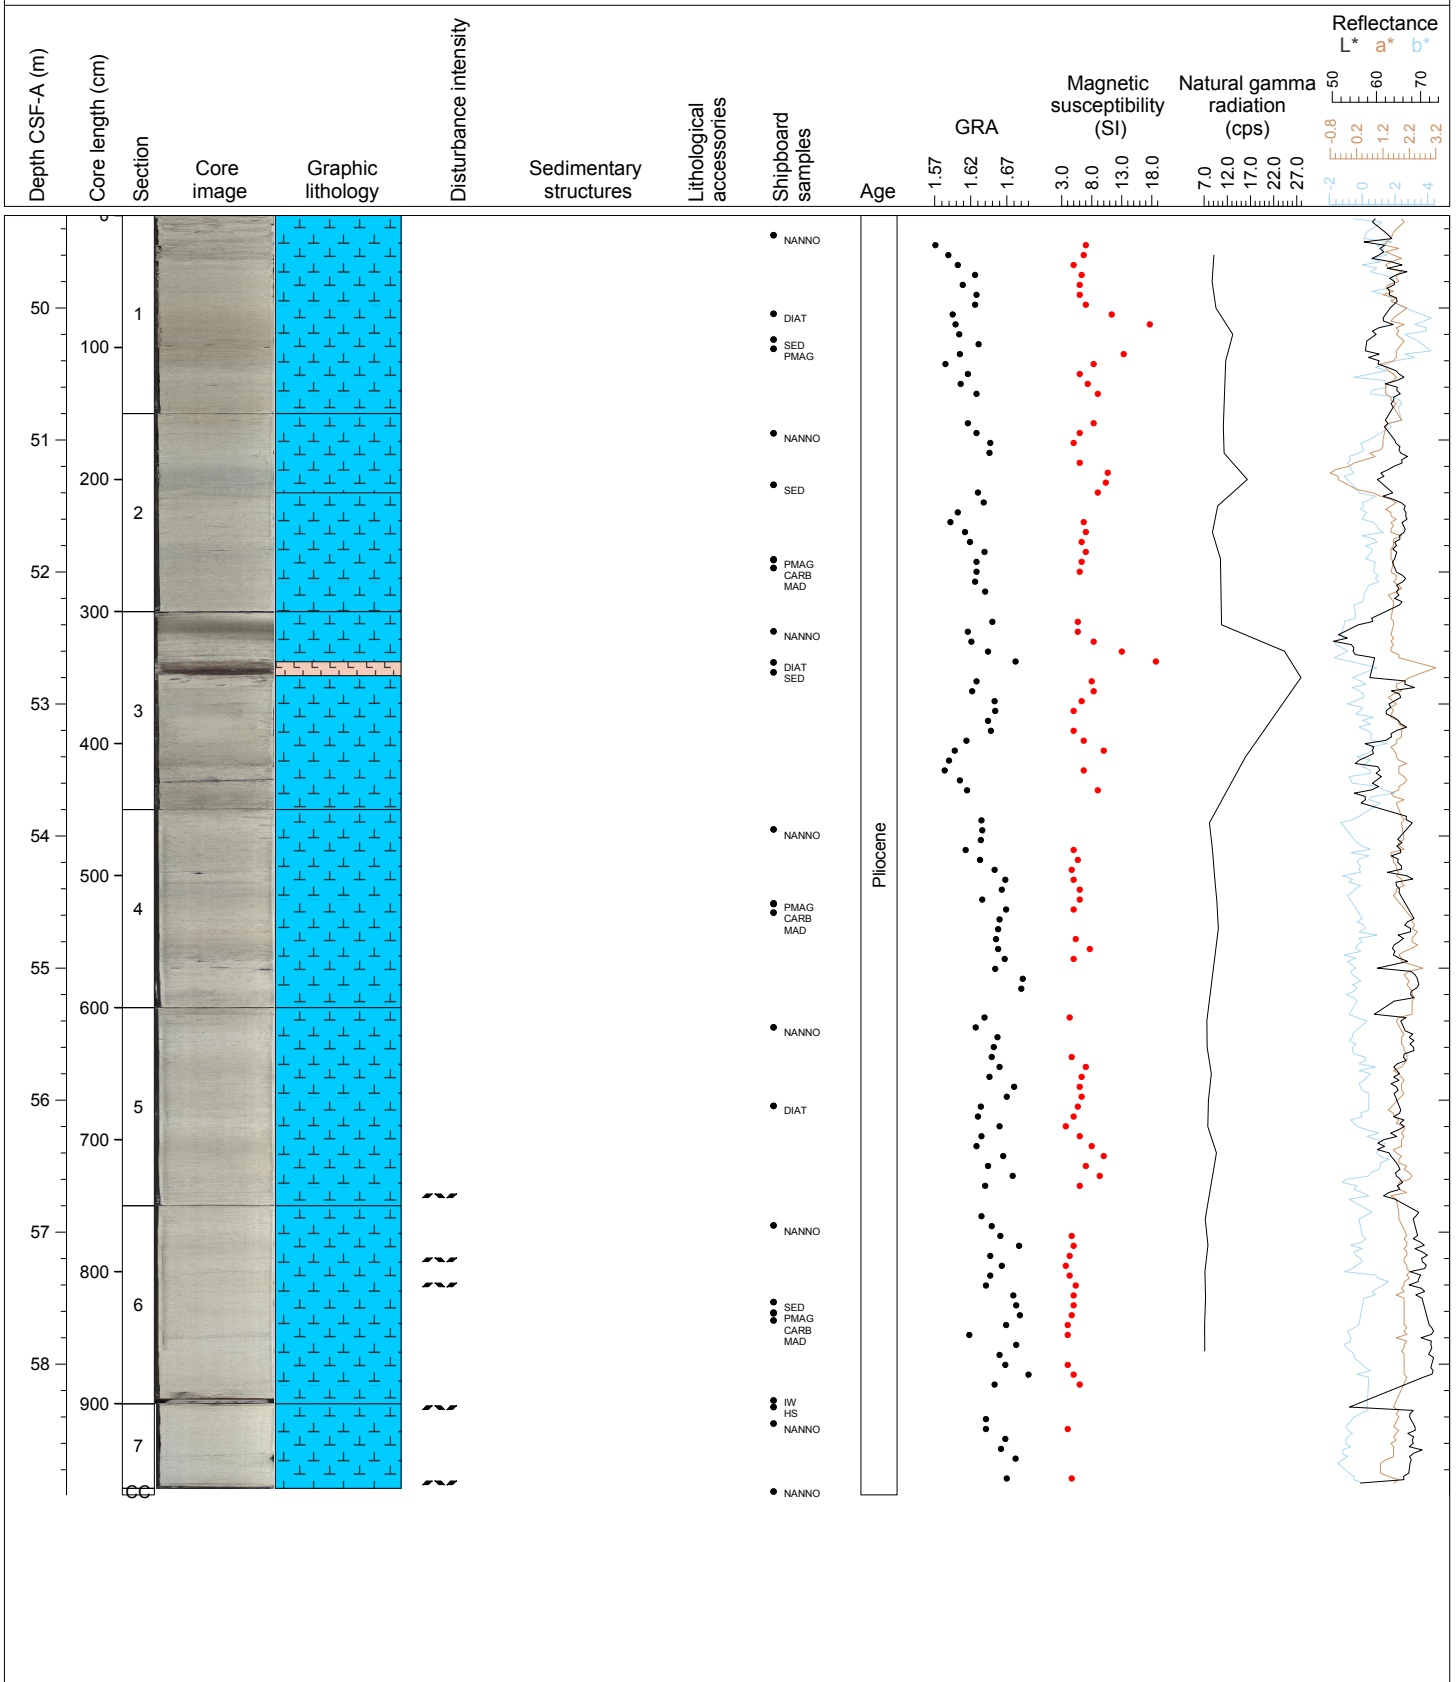 Reflectance
L* a* b*
Depth CSF-A (m)
Core length (cm)
Section
Core image
Graphic lithology
Disturbance intensity
Sedimentary structures
Lithological accessories
Shipboard samples
Age
GRA
Magnetic susceptibility (SI)
Natural gamma radiation (cps)
50 60 70
-0.8 0.2 1.2 2.2 3.2
-2 0 2 4
1.57 1.62 1.67
3.0 8.0 13.0 18.0
7.0 12.0 17.0 22.0 27.0
0
NANNO
50
1
DIAT
100
SED
PMAG
51
NANNO
200
SED
2
52
PMAG
CARB
MAD
300
NANNO
DIAT
SED
53
3
400
54
NANNO
Pliocene
500
4
PMAG
CARB
MAD
55
600
NANNO
56
5
DIAT
700
57
NANNO
800
6
SED
PMAG
CARB
MAD
58
900
IW
HS
NANNO
7
CC
NANNO